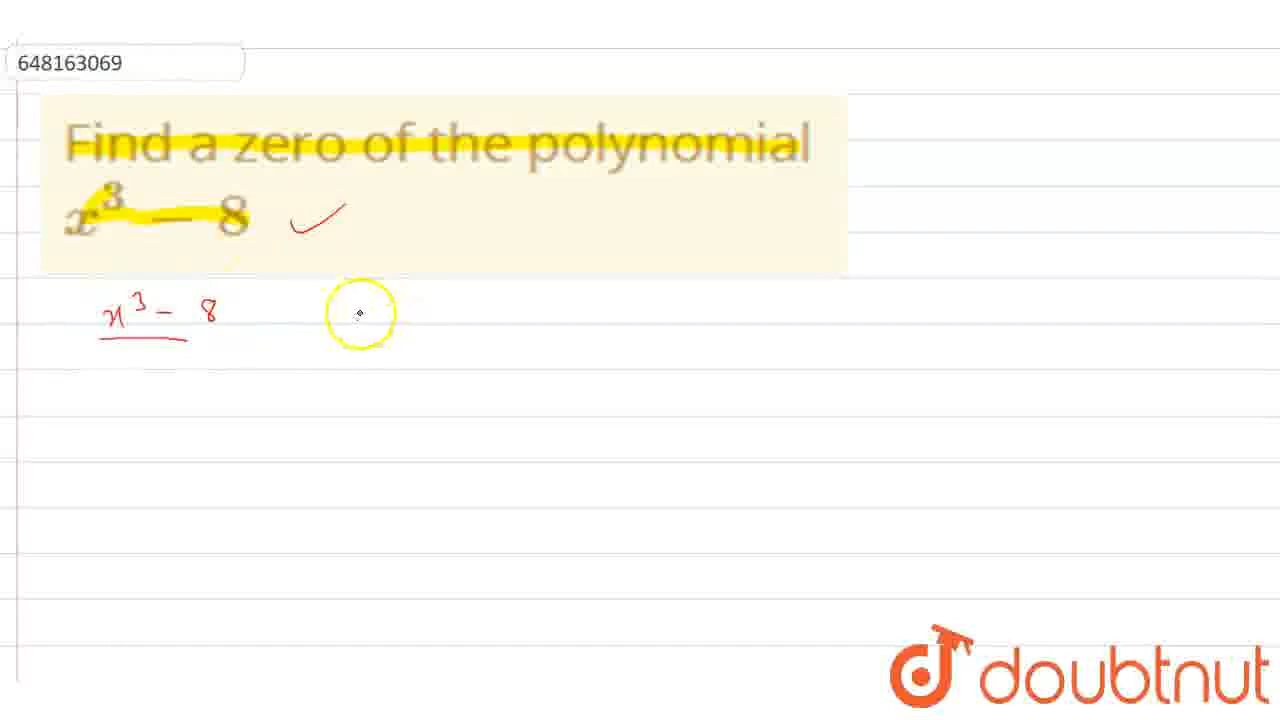 648163069
Find a zero of the polynomial
x³ − 8
x³ − 8
doubtnut